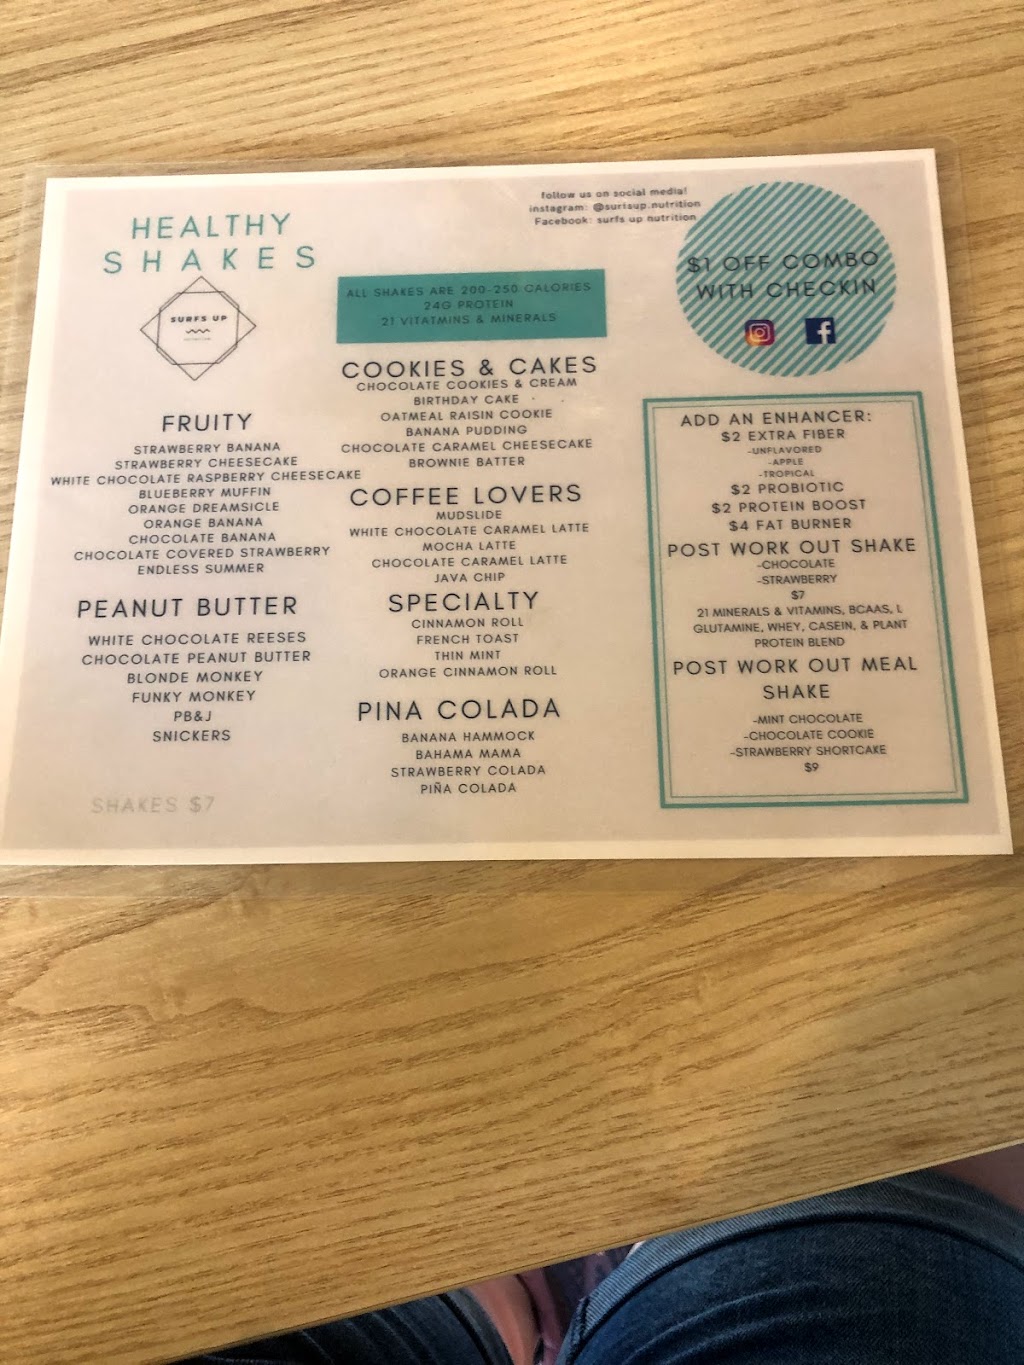 HEALTHY
SHAKES
SURFS UP
follow us on social media!
instagram: @surfsup.nutrition
Facebook: surfs up nutrition
$1 OFF COMBO
WITH CHECKIN
ALL SHAKES ARE 200-250 CALORIES
24G PROTEIN
21 VITATMINS & MINERALS
FRUITY
STRAWBERRY BANANA
STRAWBERRY CHEESECAKE
WHITE CHOCOLATE RASPBERRY CHEESECAKE
BLUEBERRY MUFFIN
ORANGE DREAMSICLE
ORANGE BANANA
CHOCOLATE BANANA
CHOCOLATE COVERED STRAWBERRY
ENDLESS SUMMER
PEANUT BUTTER
WHITE CHOCOLATE REESES
CHOCOLATE PEANUT BUTTER
BLONDE MONKEY
FUNKY MONKEY
PB&J
SNICKERS
SHAKES $7
COOKIES & CAKES
CHOCOLATE COOKIES & CREAM
BIRTHDAY CAKE
OATMEAL RAISIN COOKIE
BANANA PUDDING
CHOCOLATE CARAMEL CHEESECAKE
BROWNIE BATTER
COFFEE LOVERS
MUDSLIDE
WHITE CHOCOLATE CARAMEL LATTE
MOCHA LATTE
CHOCOLATE CARAMEL LATTE
JAVA CHIP
SPECIALTY
CINNAMON ROLL
FRENCH TOAST
THIN MINT
ORANGE CINNAMON ROLL
PINA COLADA
BANANA HAMMOCK
BAHAMA MAMA
STRAWBERRY COLADA
PIÑA COLADA
ADD AN ENHANCER:
$2 EXTRA FIBER
-UNFLAVORED
-APPLE
-TROPICAL
$2 PROBIOTIC
$2 PROTEIN BOOST
$4 FAT BURNER
POST WORK OUT SHAKE
-CHOCOLATE
-STRAWBERRY
$7
21 MINERALS & VITAMINS, BCAAS, L
GLUTAMINE, WHEY, CASEIN, & PLANT
PROTEIN BLEND
POST WORK OUT MEAL
SHAKE
-MINT CHOCOLATE
-CHOCOLATE COOKIE
-STRAWBERRY SHORTCAKE
$9